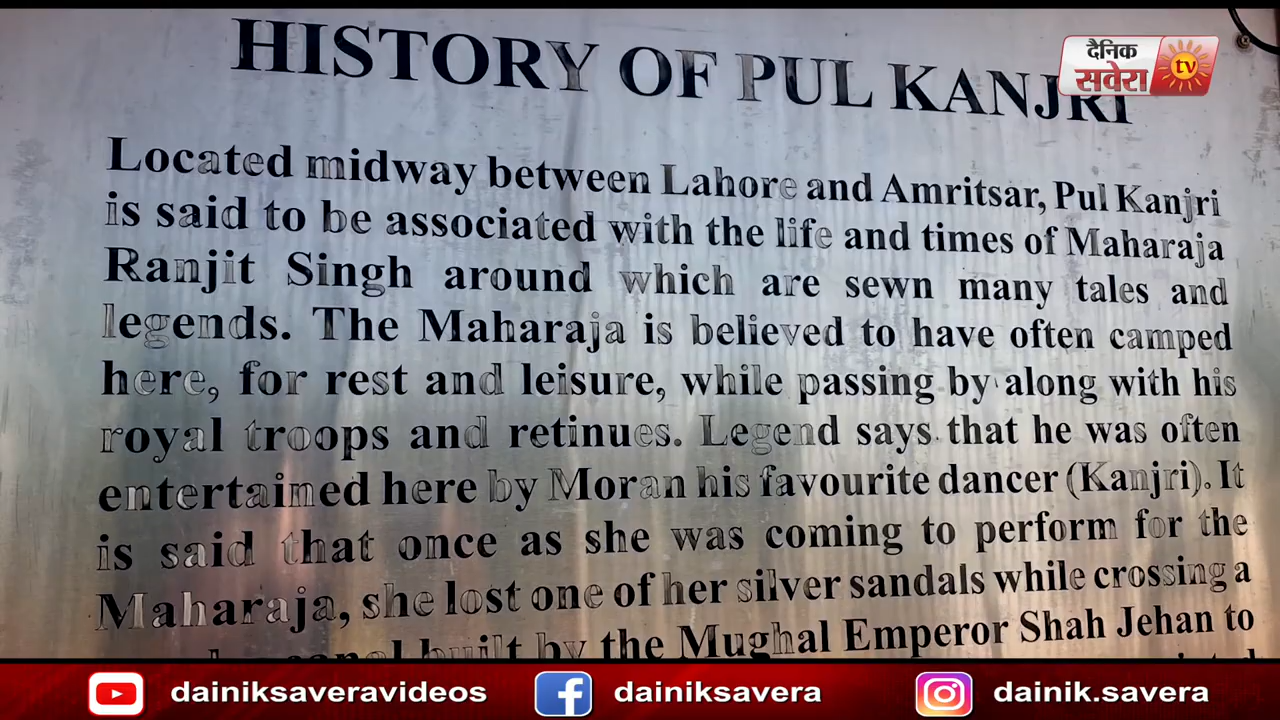 HISTORY OF PUL KANJRI
दैनिक
सवेरा tv
Located midway between Lahore and Amritsar, Pul Kanjri
is said to be associated with the life and times of Maharaja
Ranjit Singh around which are sewn many tales and
legends. The Maharaja is believed to have often camped
here, for rest and leisure, while passing by along with his
royal troops and retinues. Legend says that he was often
entertained here by Moran his favourite dancer (Kanjri). It
is said that once as she was coming to perform for the
Maharaja, she lost one of her silver sandals while crossing a
canal built by the Mughal Emperor Shah Jehan to
dainiksaveravideos dainiksavera dainik.savera